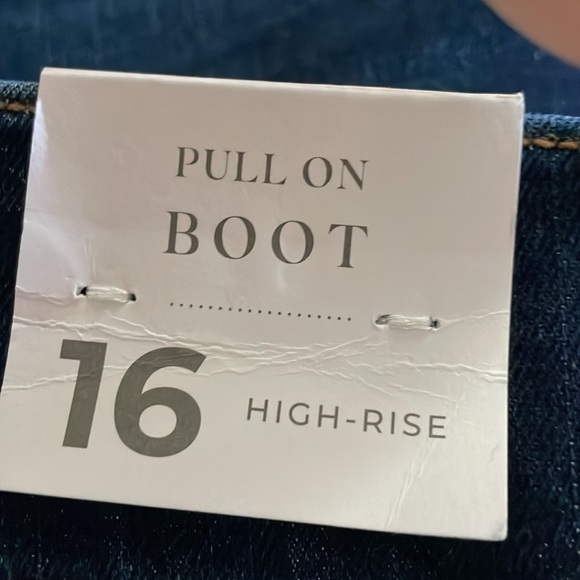 PULL ON
BOOT
16 HIGH-RISE